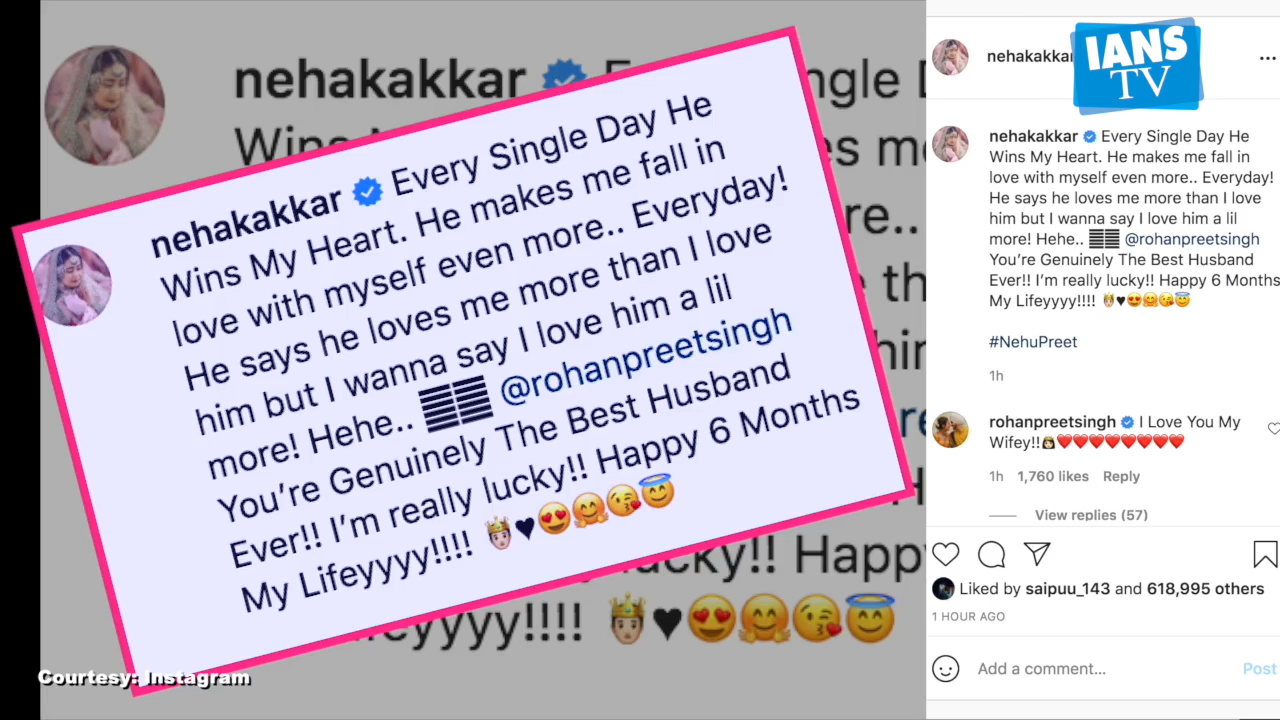 nehakakkar
Every Single Day He
Wins My Heart. He makes me fall in
love with myself even more.. Everyday!
He says he loves me more than I love
him but I wanna say I love him a lil
more! Hehe.. @rohanpreetsingh
You’re Genuinely The Best Husband
Ever!! I’m really lucky!! Happy 6 Months
My Lifeyyyy!!!! 🤴🏻♥️😍🤗😘😇
nehakakkar
Happy
lucky!!
yyyy!!!! 🤴🏻♥️😍🤗😘😇
Courtesy: Instagram
nehakakkar
IANS
TV
nehakakkar Every Single Day He
Wins My Heart. He makes me fall in
love with myself even more.. Everyday!
He says he loves me more than I love
him but I wanna say I love him a lil
more! Hehe.. @rohanpreetsingh
You’re Genuinely The Best Husband
Ever!! I’m really lucky!! Happy 6 Months
My Lifeyyyy!!!! 🤴🏻♥️😍🤗😘😇
#NehuPreet
1h
rohanpreetsingh I Love You My
Wifey!!👸🏻❤️❤️❤️❤️❤️❤️❤️❤️
1h 1,760 likes Reply
View replies (57)
Liked by saipuu_143 and 618,995 others
1 HOUR AGO
Add a comment... Post